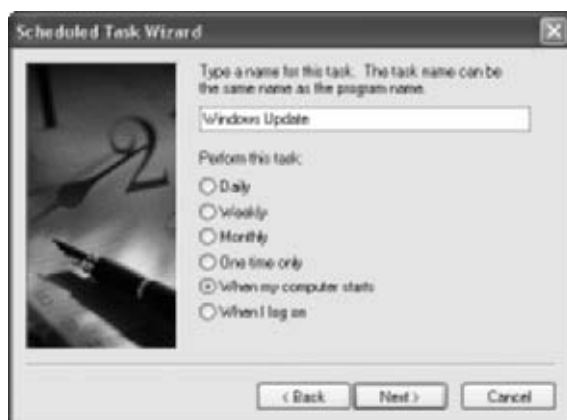 Scheduled Task Wizard
Type a name for this task. The task name can be
the same name as the program name.
Windows Update
Perform this task:
Daily
Weekly
Monthly
One time only
When my computer starts
When I log on
< Back Next > Cancel